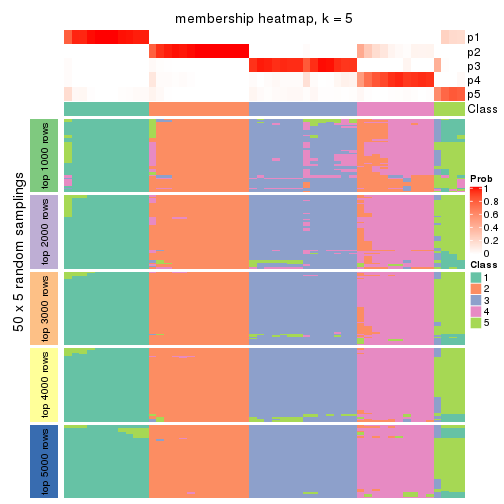 membership heatmap, k = 5
p1
p2
p3
p4
p5
Class
50 x 5 random samplings
top 1000 rows
top 2000 rows
top 3000 rows
top 4000 rows
top 5000 rows
Prob
1
0.8
0.6
0.4
0.2
0
Class
1
2
3
4
5